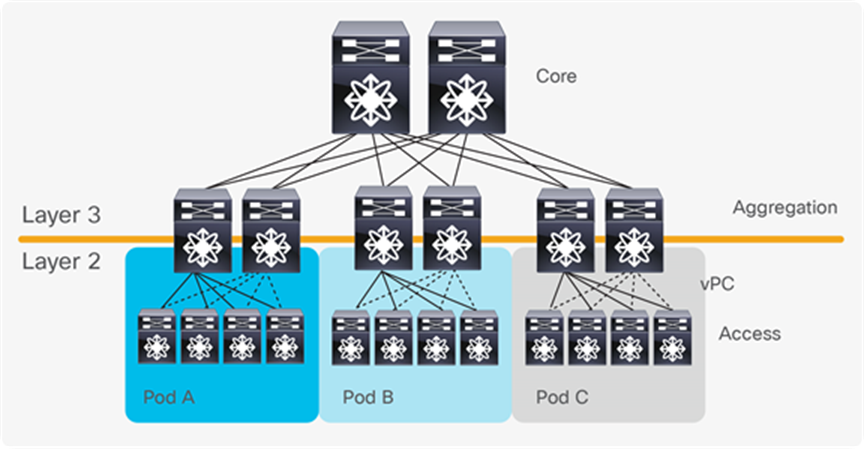 Core
Layer 3
Aggregation
Layer 2
vPC
Access
Pod A
Pod B
Pod C